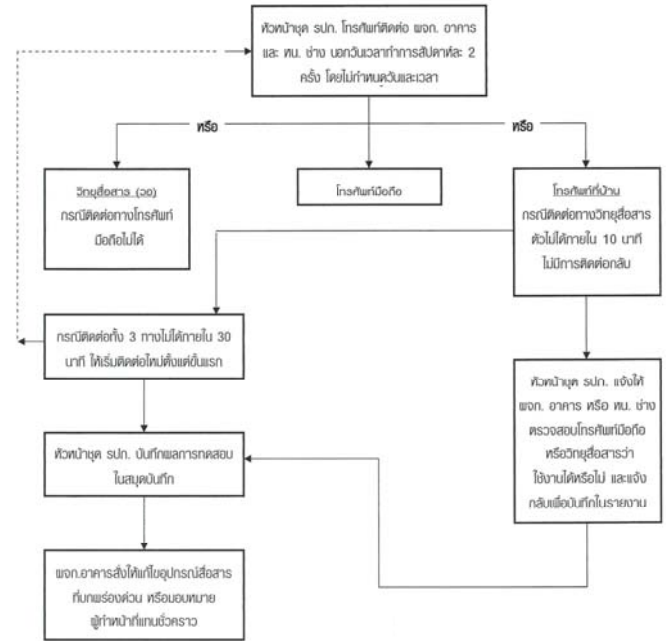 หัวหน้าชุด รปภ. โทรศัพท์ติดต่อ ผจก. อาคาร
และ หน. ช่าง นอกวันเวลาทำการสัปดาห์ละ 2
ครั้ง โดยไม่กำหนดวันและเวลา
หรือ
หรือ
วิทยุสื่อสาร (วอ)
กรณีติดต่อทางโทรศัพท์
มือถือไม่ได้
โทรศัพท์มือถือ
โทรศัพท์ที่บ้าน
กรณีติดต่อทางวิทยุสื่อสาร
ตัวไม่ได้ภายใน 10 นาที
ไม่มีการติดต่อกลับ
กรณีติดต่อทั้ง 3 ทางไม่ได้ภายใน 30
นาที ให้เริ่มติดต่อใหม่ตั้งแต่ขั้นแรก
หัวหน้าชุด รปภ. แจ้งให้
ผจก. อาคาร หรือ หน. ช่าง
ตรวจสอบโทรศัพท์มือถือ
หรือวิทยุสื่อสารว่า
ใช้งานได้หรือไม่ และแจ้ง
กลับเพื่อบันทึกในรายงาน
หัวหน้าชุด รปภ. บันทึกผลการทดสอบ
ในสมุดบันทึก
ผจก.อาคารสั่งให้แก้ไขอุปกรณ์สื่อสาร
ที่บกพร่องด่วน หรือมอบหมาย
ผู้ทำหน้าที่แทนชั่วคราว